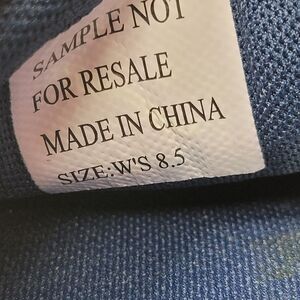 SAMPLE NOT
FOR RESALE
MADE IN CHINA
SIZE:W'S 8.5